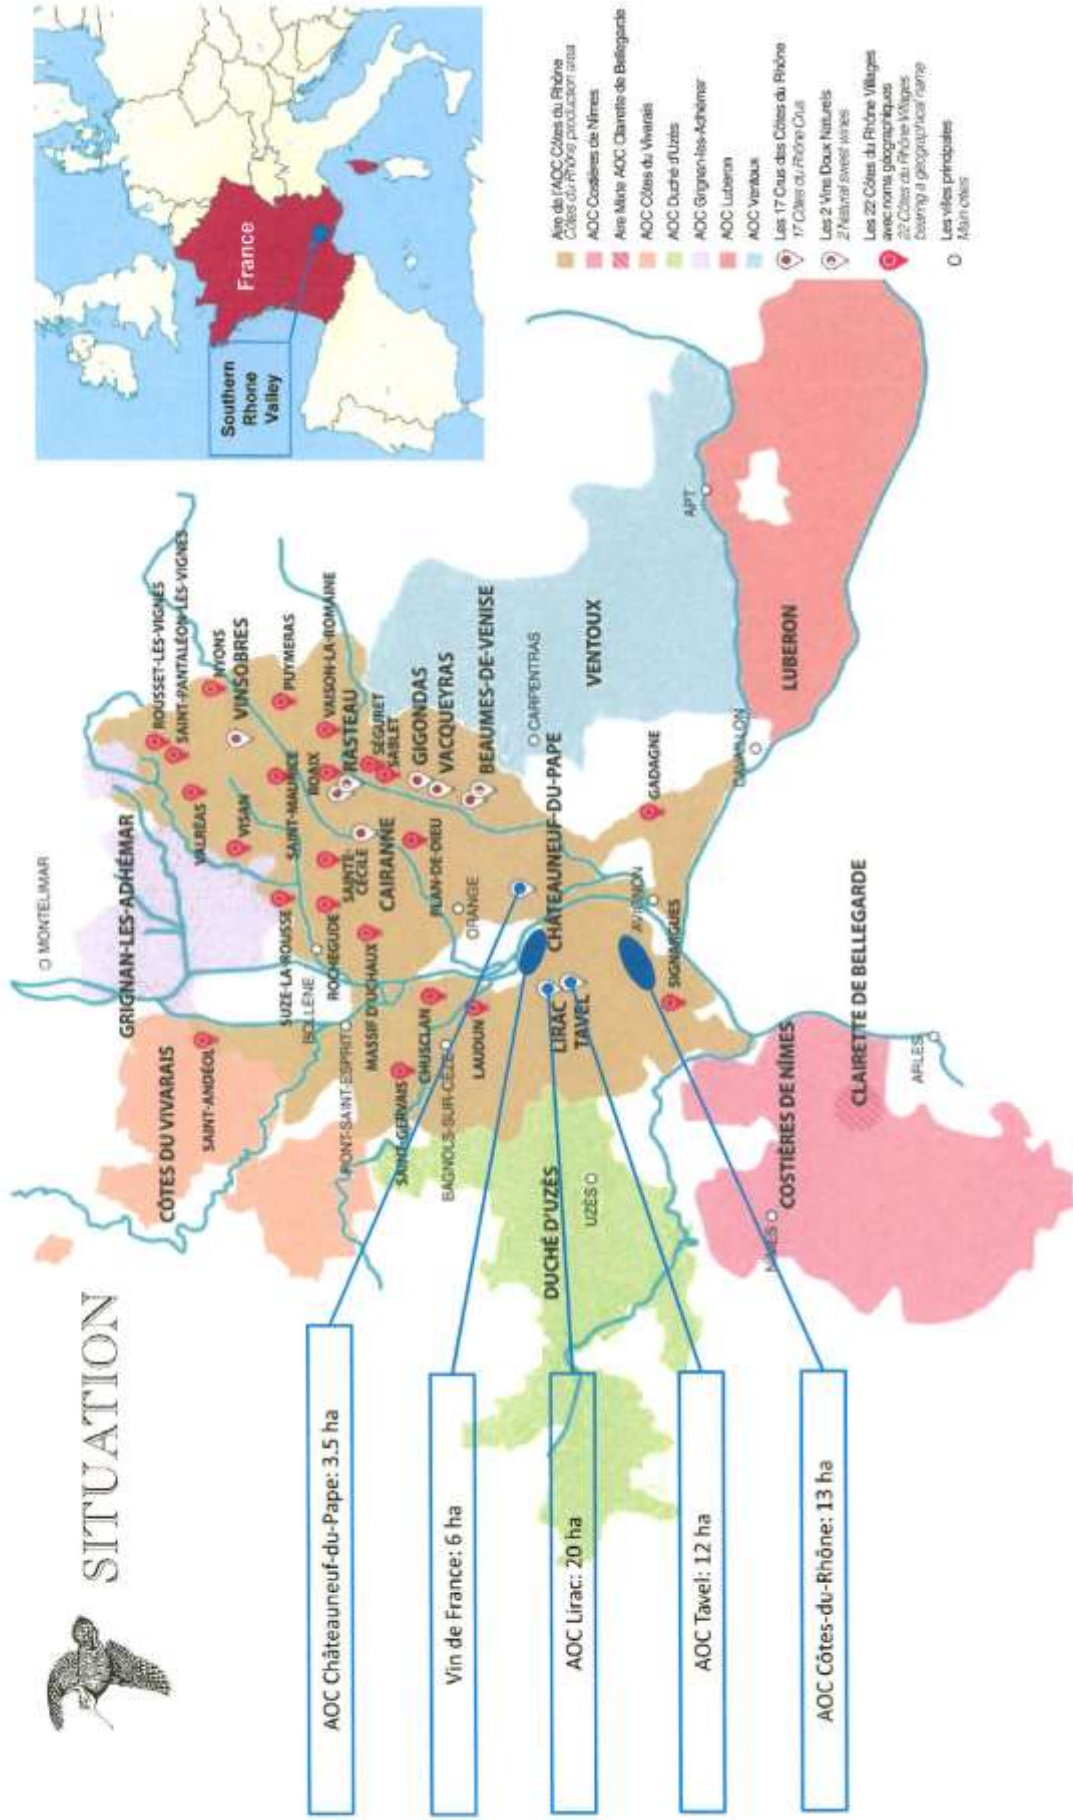 SITUATION
AOC Châteauneuf-du-Pape: 3.5 ha
Vin de France: 6 ha
AOC Lirac: 20 ha
AOC Tavel: 12 ha
AOC Côtes-du-Rhône: 13 ha
MONTÉLIMAR
GRIGNAN-LES-ADHÉMAR
CÔTES DU VIVARAIS
SAINT-ANDÉOL
ROUSSET-LES-VIGNES
SAINT-PANTALÉON-LES-VIGNES
VALRÉAS
NYONS
VISAN
VINSOBRES
SUZE-LA-ROUSSE
SAINT-MAURICE
PUYMERAS
BOLLÈNE
ROCHEGUDE
SAINTE-
CÉCILE
ROAIX
VAISON-LA-ROMAINE
RASTEAU
PONT-SAINT-ESPRIT
MASSIF D'UCHAUX
CAIRANNE
SÉGURET
SABLET
SAINT-GERVAIS
CHUSCLAN
PLAN-DE-DIEU
GIGONDAS
VACQUEYRAS
BAGNOLS-SUR-CÈZE
LAUDUN
ORANGE
BEAUMES-DE-VENISE
CARPENTRAS
CHÂTEAUNEUF-DU-PAPE
LIRAC
TAVEL
DUCHÉ D'UZÈS
UZÈS
VENTOUX
AVIGNON
GADAGNE
SIGNARGUES
APT
CAVAILLON
LUBERON
NÎMES
COSTIÈRES DE NÎMES
CLAIRETTE DE BELLEGARDE
ARLES
France
Southern
Rhone
Valley
Aire de l'AOC Côtes du Rhône
Côtes du Rhône production area
AOC Costières de Nîmes
Aire Mixte AOC Clairette de Bellegarde
AOC Côtes du Vivarais
AOC Duché d'Uzès
AOC Grignan-les-Adhémar
AOC Luberon
AOC Ventoux
Les 17 Crus des Côtes du Rhône
17 Côtes du Rhône Crus
Les 2 Vins Doux Naturels
2 Natural sweet wines
Les 22 Côtes du Rhône Villages
avec noms géographiques
22 Côtes du Rhône Villages
bearing a geographical name
Les villes principales
Main cities